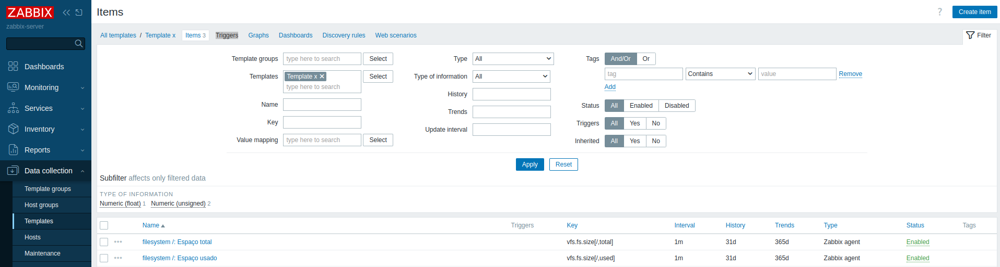 ZABBIX
zabbix-server
Dashboards
Monitoring
Services
Inventory
Reports
Data collection
Template groups
Host groups
Templates
Hosts
Maintenance
Items
? Create item
All templates / Template x Items 3 Triggers Graphs Dashboards Discovery rules Web scenarios Filter
Template groups type here to search Select
Templates Template x Select
type here to search
Name
Key
Value mapping type here to search Select
Type All
Type of information All
History
Trends
Update interval
Tags And/Or Or
tag Contains value Remove
Add
Status All Enabled Disabled
Triggers All Yes No
Inherited All Yes No
Apply Reset
Subfilter affects only filtered data
TYPE OF INFORMATION
Numeric (float) 1 Numeric (unsigned) 2
Name Triggers Key Interval History Trends Type Status Tags
filesystem /: Espaço total vfs.fs.size[/,total] 1m 31d 365d Zabbix agent Enabled
filesystem /: Espaço usado vfs.fs.size[/,used] 1m 31d 365d Zabbix agent Enabled